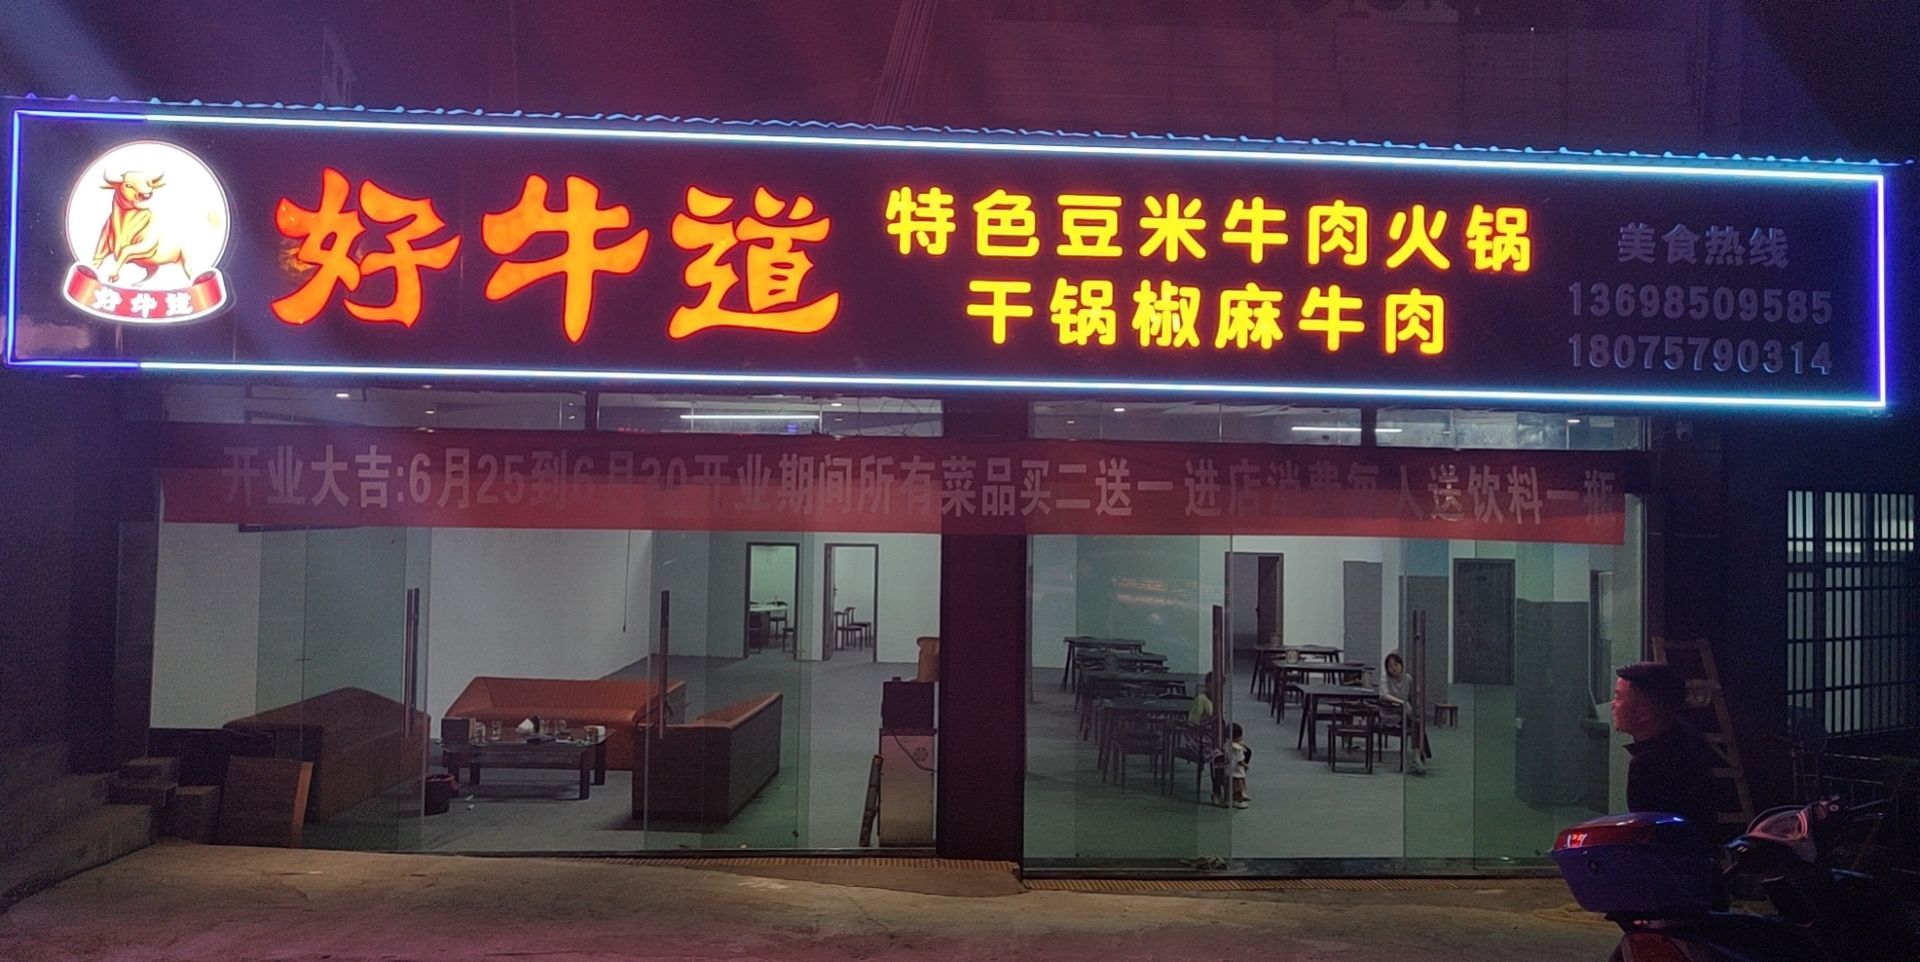 好牛道
好牛道
特色豆米牛肉火锅
干锅椒麻牛肉
美食热线
13698509585
18075790314
开业大吉:6月25到6月30开业期间所有菜品买二送一 进店消费每人送饮料一瓶